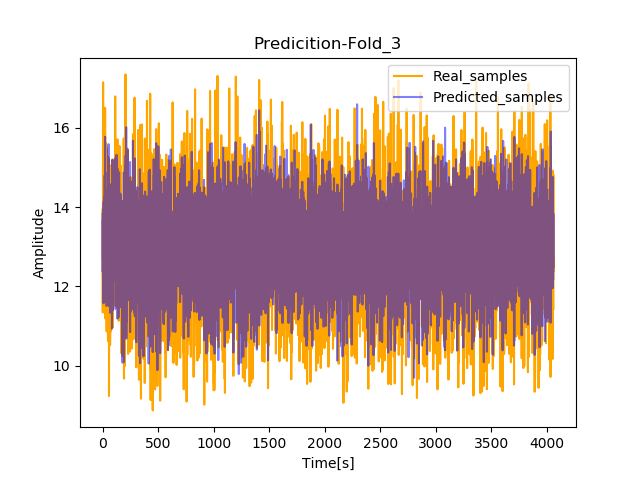 Predicition-Fold_3
Real_samples
Predicted_samples
Amplitude
16
14
12
10
0 500 1000 1500 2000 2500 3000 3500 4000
Time[s]